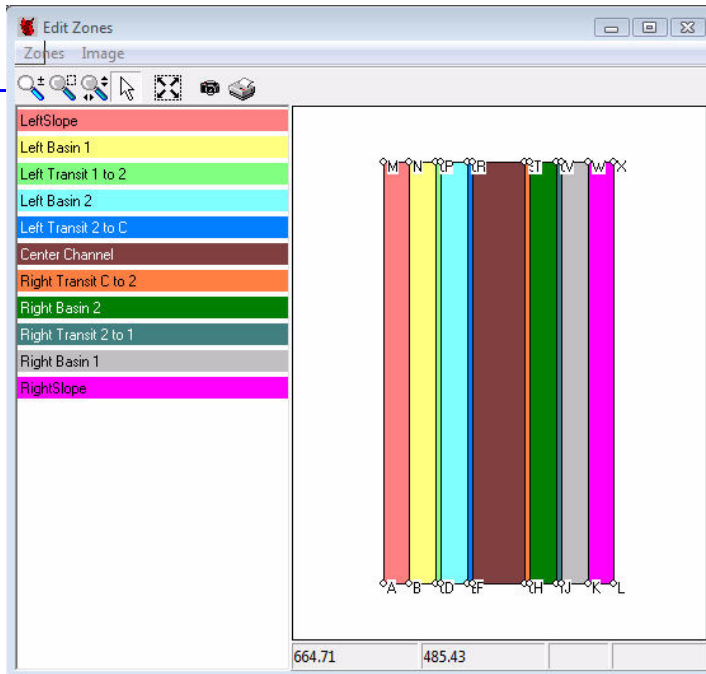 Edit Zones
Zones Image
LeftSlope
Left Basin 1
Left Transit 1 to 2
Left Basin 2
Left Transit 2 to C
Center Channel
Right Transit C to 2
Right Basin 2
Right Transit 2 to 1
Right Basin 1
RightSlope
M N P R T V W X
A B D F H J K L
664.71 485.43